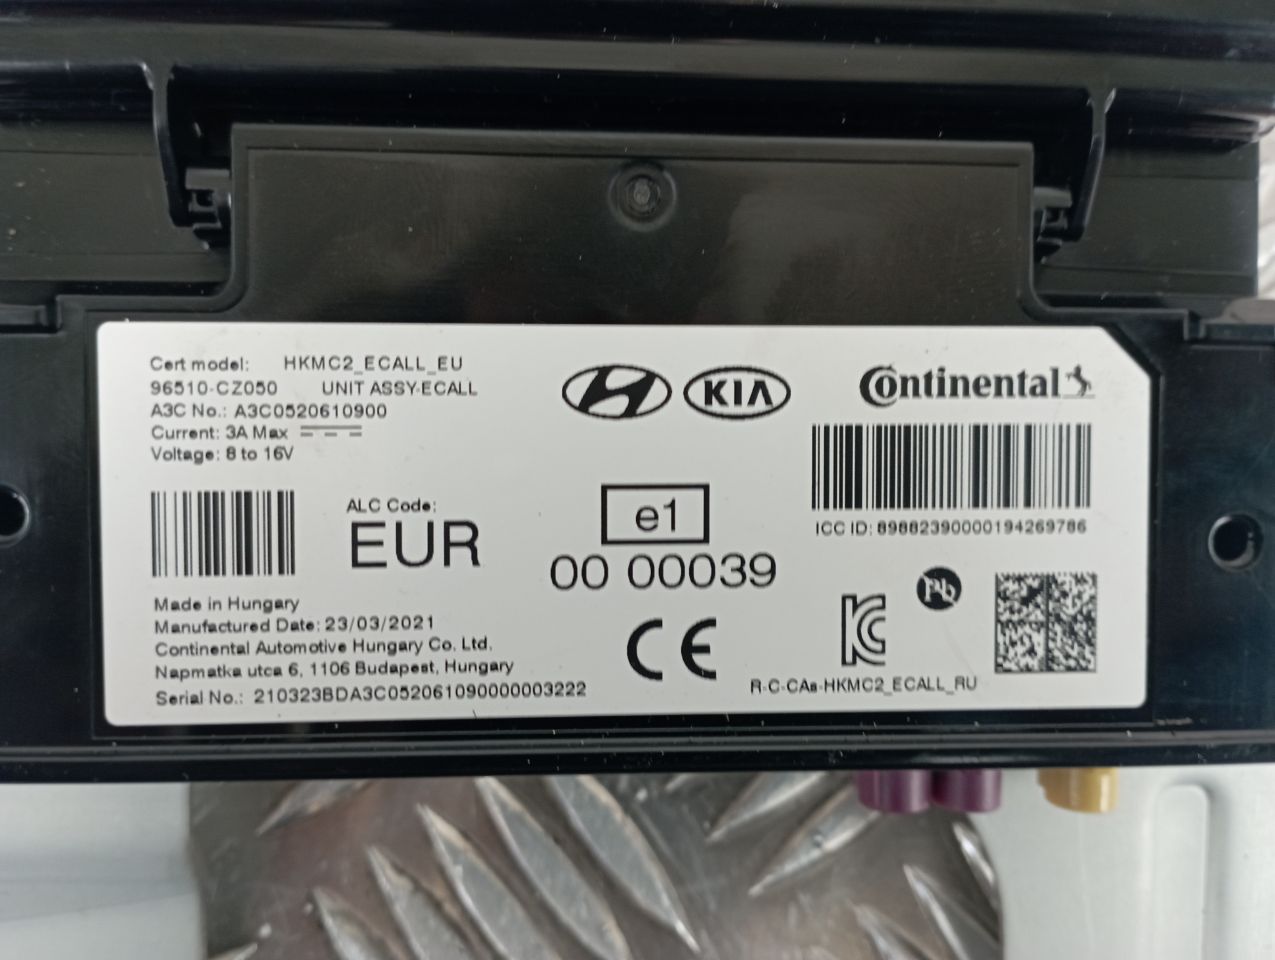 Cert model: HKMC2_ECALL_EU
96510-CZ050 UNIT ASSY-ECALL
A3C No.: A3C0520610900
Current: 3A Max
Voltage: 8 to 16V
KIA
Continental
ICC ID: 89882390000194269786
ALC Code:
EUR
e1
00 00039
Made in Hungary
Manufactured Date: 23/03/2021
Continental Automotive Hungary Co. Ltd.
Napmatka utca 6, 1106 Budapest, Hungary
Serial No.: 210323BDA3C052061090000003222
CE
Pb
R-C-CAs-HKMC2_ECALL_RU